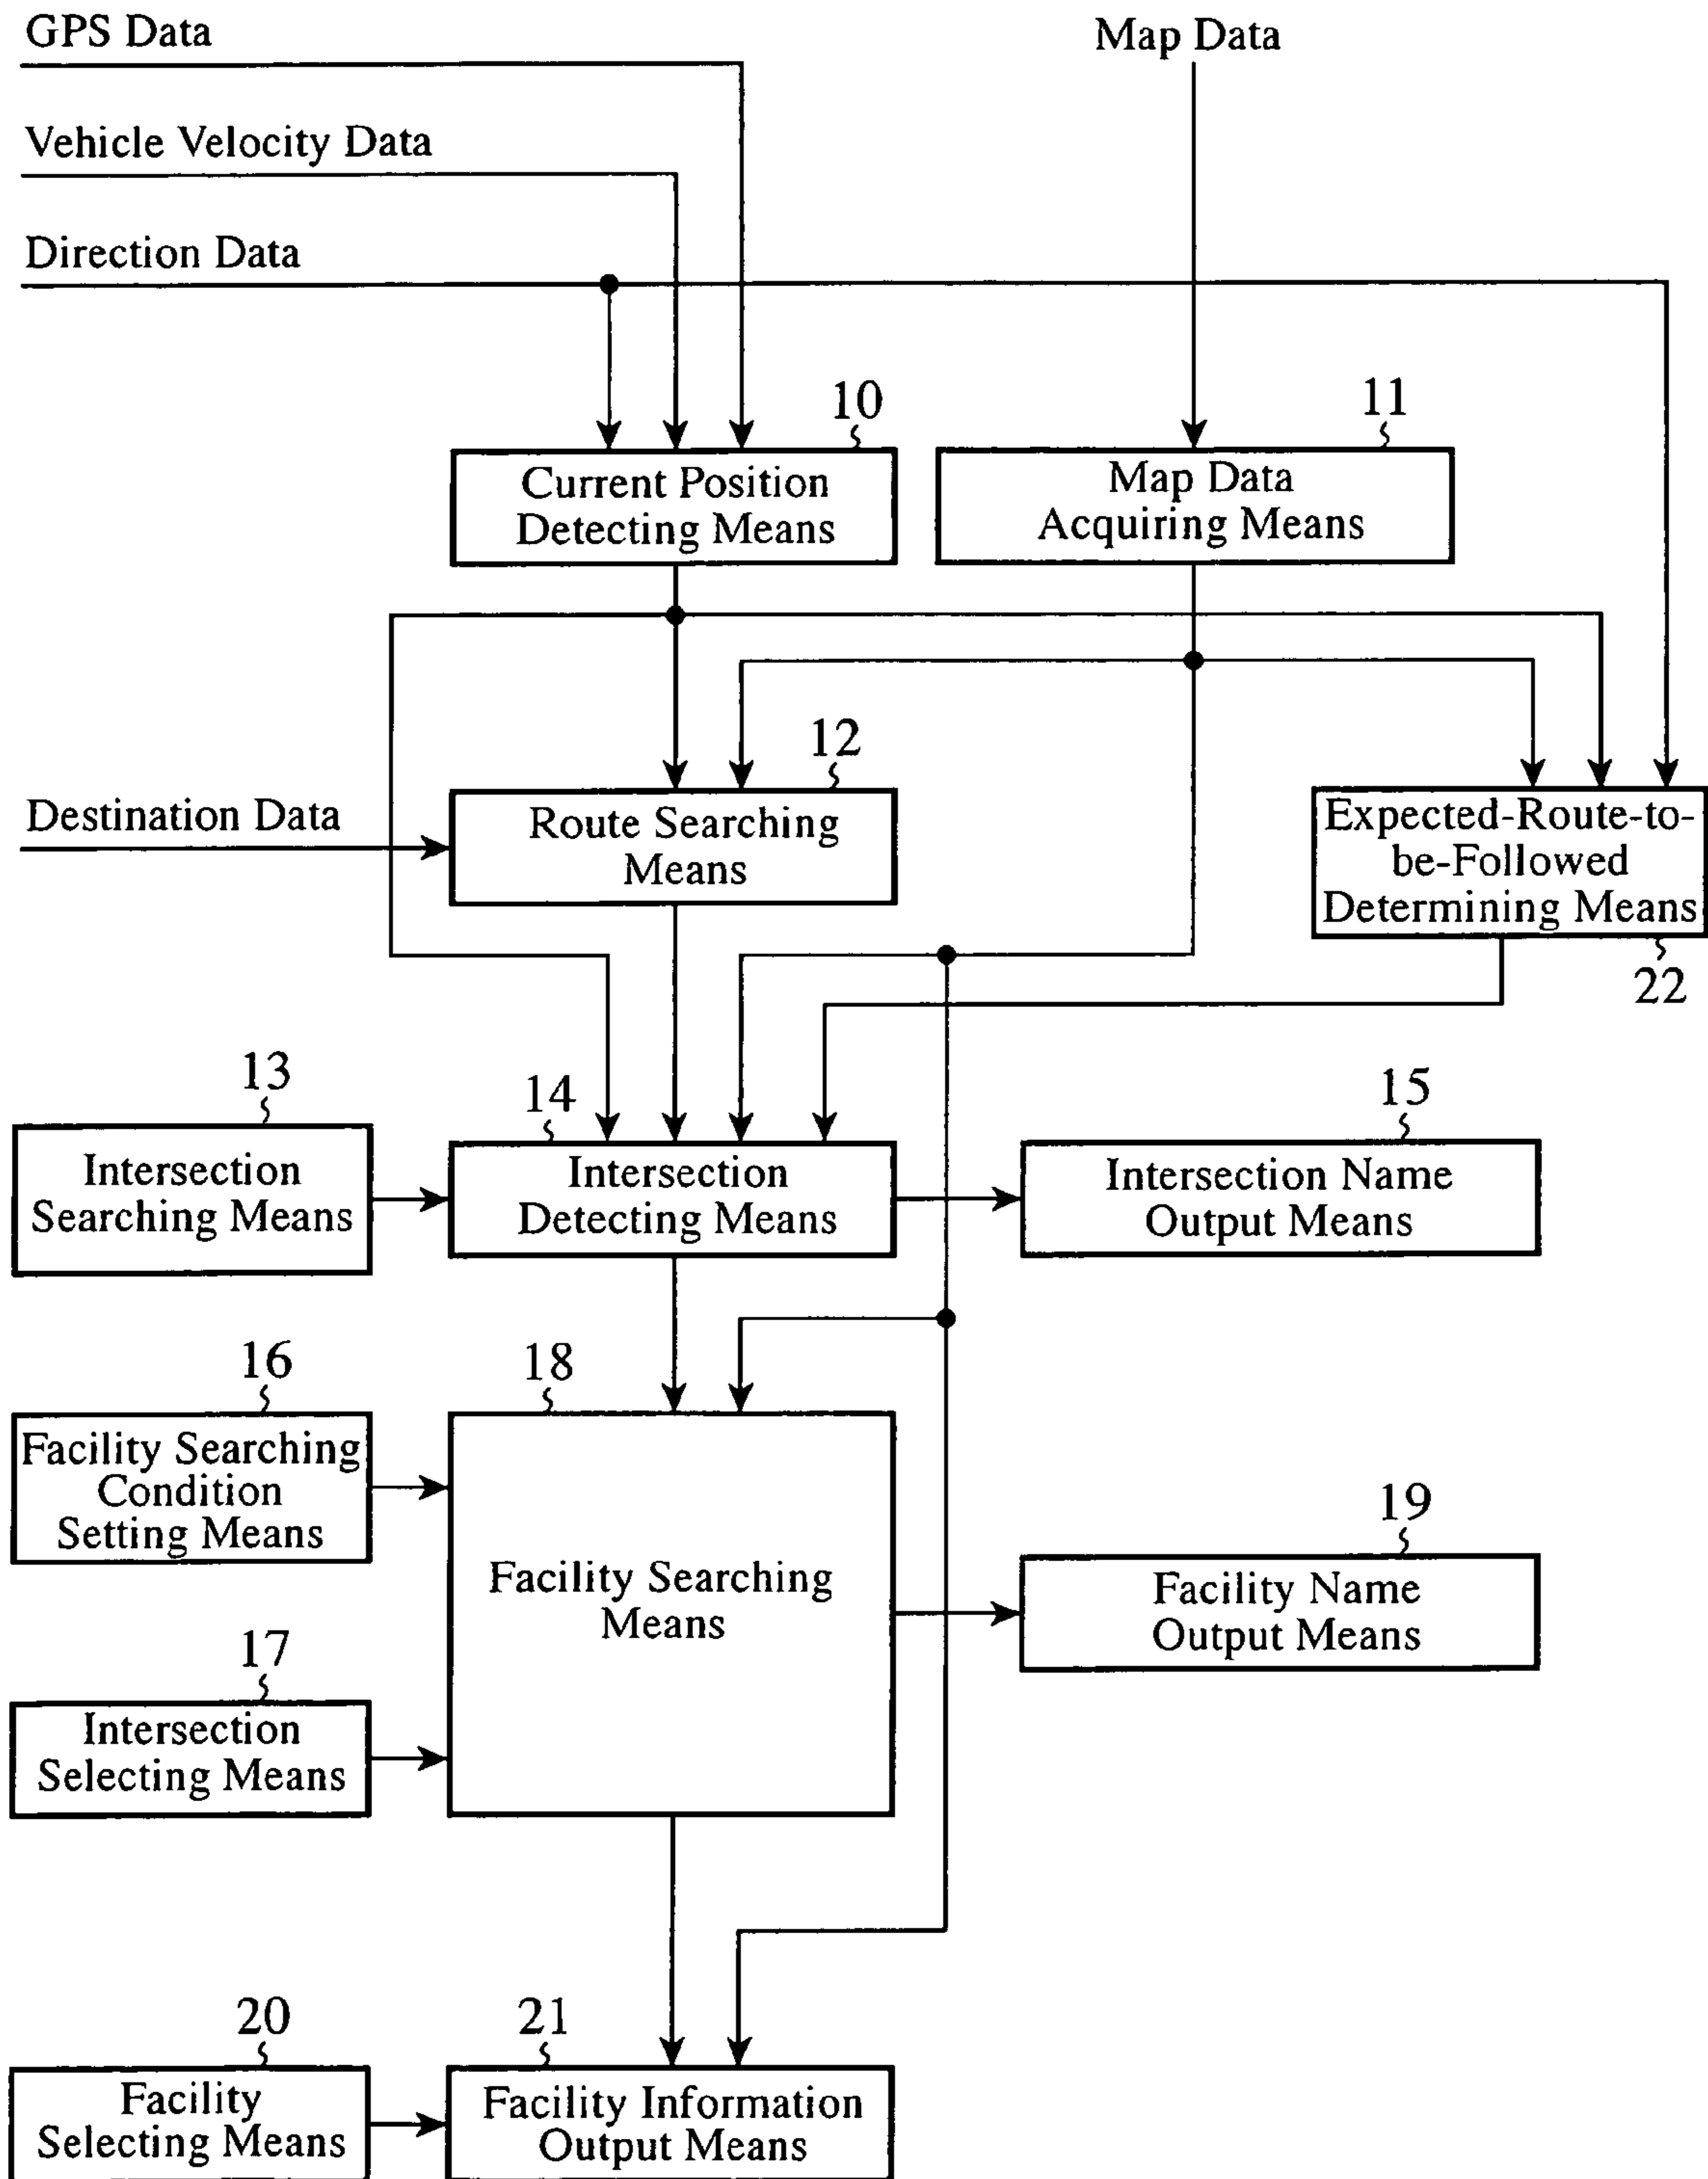 GPS Data
Map Data
Vehicle Velocity Data
Direction Data
10
11
Current Position
Detecting Means
Map Data
Acquiring Means
12
Destination Data
Route Searching
Means
Expected-Route-to-
be-Followed
Determining Means
22
13
14
15
Intersection
Searching Means
Intersection
Detecting Means
Intersection Name
Output Means
16
18
Facility Searching
Condition
Setting Means
Facility Searching
Means
19
Facility Name
Output Means
17
Intersection
Selecting Means
20
21
Facility
Selecting Means
Facility Information
Output Means